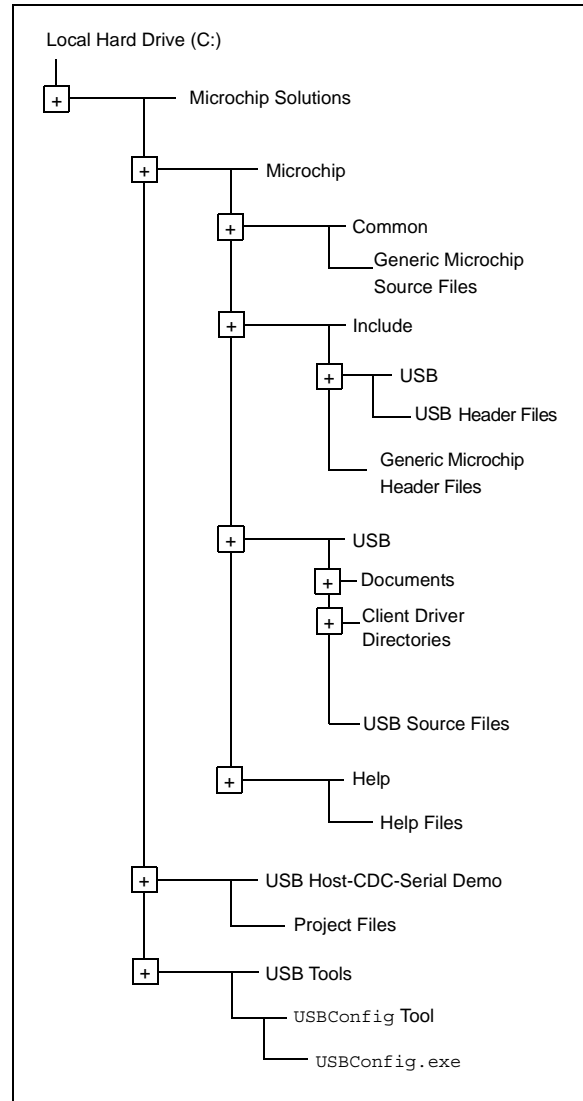 Local Hard Drive (C:)
+
Microchip Solutions
+
Microchip
+
Common
Generic Microchip
Source Files
+
Include
+
USB
USB Header Files
Generic Microchip
Header Files
+
USB
+
Documents
+
Client Driver
Directories
USB Source Files
+
Help
Help Files
+
USB Host-CDC-Serial Demo
Project Files
+
USB Tools
USBConfig Tool
USBConfig.exe